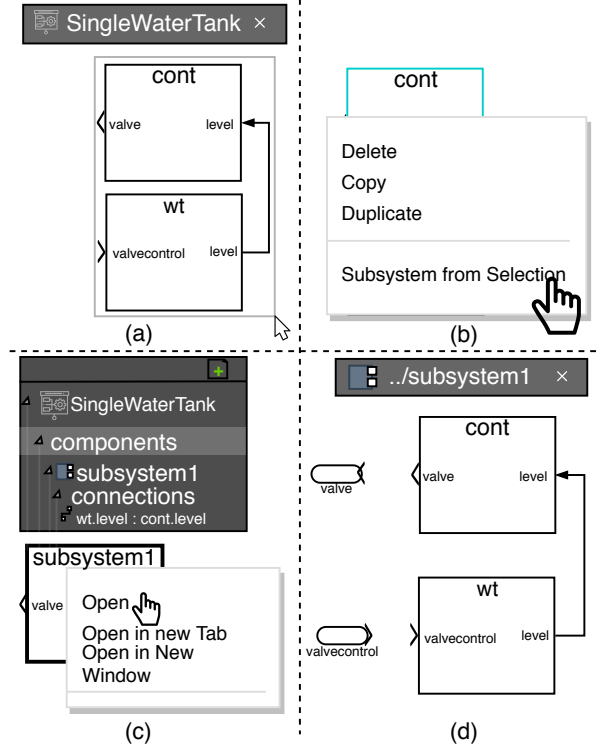 SingleWaterTank ×
cont
valve level
wt
valvecontrol level
(a)
cont
Delete
Copy
Duplicate
Subsystem from Selection
(b)
SingleWaterTank
components
subsystem1
connections
wt.level : cont.level
subsystem1
valve
Open
Open in new Tab
Open in New
Window
(c)
../subsystem1 ×
cont
valve level
valve
wt
valvecontrol level
valvecontrol
(d)